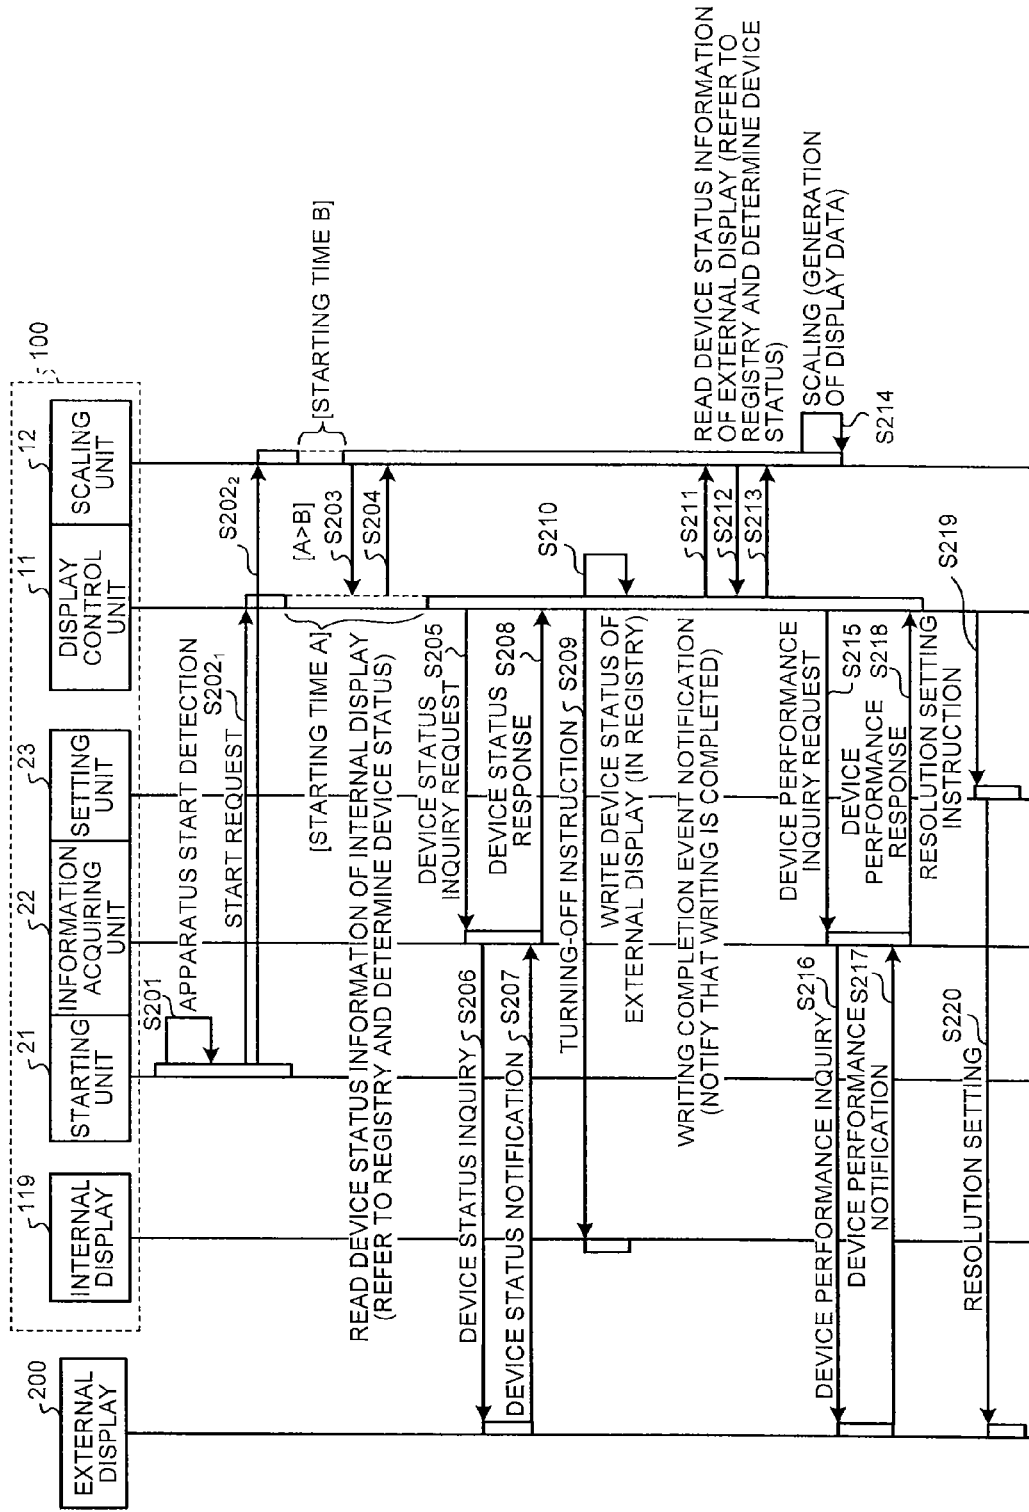 100
200
EXTERNAL
DISPLAY
119
INTERNAL
DISPLAY
21
STARTING
UNIT
22
INFORMATION
ACQUIRING
UNIT
23
SETTING
UNIT
11
DISPLAY
CONTROL
UNIT
12
SCALING
UNIT
S201
APPARATUS START DETECTION
START REQUEST
S202₁
S202₂
[STARTING TIME A]
[STARTING TIME B]
[A>B]
READ DEVICE STATUS INFORMATION OF INTERNAL DISPLAY
(REFER TO REGISTRY AND DETERMINE DEVICE STATUS)
S203
S204
DEVICE STATUS
INQUIRY REQUEST
S205
DEVICE STATUS INQUIRY
S206
DEVICE STATUS NOTIFICATION
S207
DEVICE STATUS
RESPONSE
S208
TURNING-OFF INSTRUCTION
S209
S210
WRITE DEVICE STATUS OF
EXTERNAL DISPLAY (IN REGISTRY)
WRITING COMPLETION EVENT NOTIFICATION
(NOTIFY THAT WRITING IS COMPLETED)
S211
S212
S213
READ DEVICE STATUS INFORMATION
OF EXTERNAL DISPLAY (REFER TO
REGISTRY AND DETERMINE DEVICE
STATUS)
SCALING (GENERATION
OF DISPLAY DATA)
S214
DEVICE PERFORMANCE
INQUIRY REQUEST
S215
DEVICE PERFORMANCE INQUIRY
S216
DEVICE PERFORMANCE
NOTIFICATION
S217
DEVICE
PERFORMANCE
RESPONSE
S218
RESOLUTION SETTING
INSTRUCTION
S219
RESOLUTION SETTING
S220